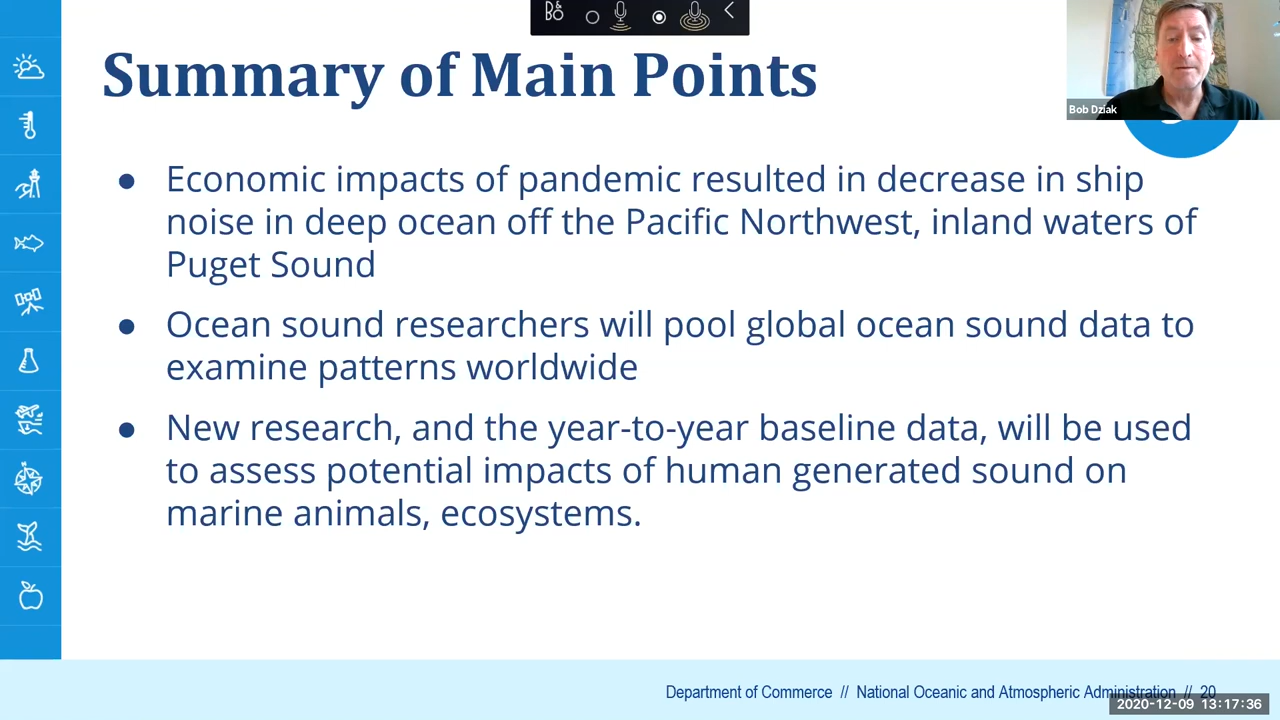 Summary of Main Points
Bob Dziak
● Economic impacts of pandemic resulted in decrease in ship
noise in deep ocean off the Pacific Northwest, inland waters of
Puget Sound
● Ocean sound researchers will pool global ocean sound data to
examine patterns worldwide
● New research, and the year-to-year baseline data, will be used
to assess potential impacts of human generated sound on
marine animals, ecosystems.
Department of Commerce // National Oceanic and Atmospheric Administration // 20
2020-12-09 13:17:36